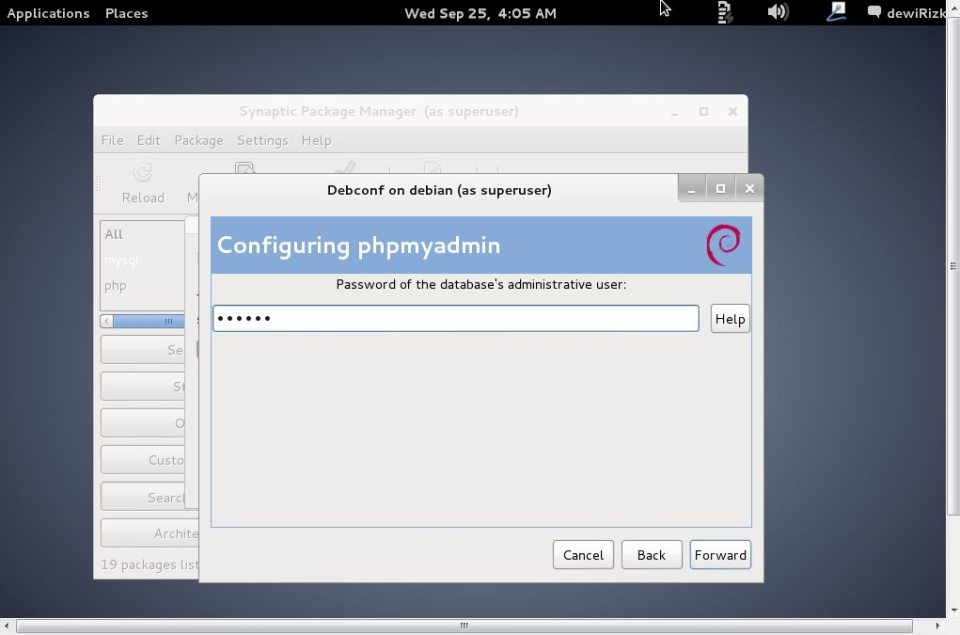 Applications Places Wed Sep 25, 4:05 AM dewiRizk
Synaptic Package Manager (as superuser)
File Edit Package Settings Help
Reload
Debconf on debian (as superuser)
Configuring phpmyadmin
Password of the database's administrative user:
Help
All
mysql
php
Se
St
O
Custo
Search
Archite
19 packages list
Cancel Back Forward